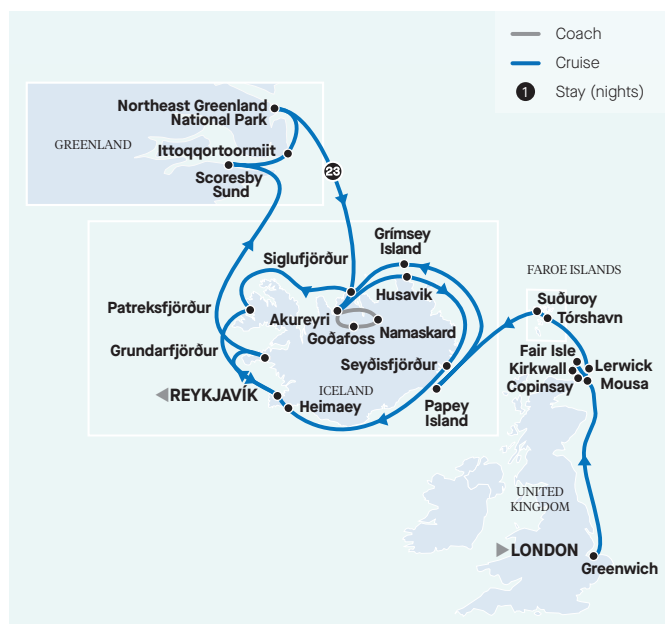 Coach
Cruise
1 Stay (nights)
Northeast Greenland
National Park
GREENLAND
Ittoqqortoormiit
Scoresby
Sund
23
Grímsey
Island
Siglufjörður
FAROE ISLANDS
Suðuroy
Tórshavn
Husavik
Patreksfjörður
Akureyri
Namaskard
Goðafoss
Grundarfjörður
Seyðisfjörður
Fair Isle
Kirkwall
Copinsay
Lerwick
Mousa
ICELAND
REYKJAVÍK
Heimaey
Papey
Island
UNITED
KINGDOM
LONDON
Greenwich